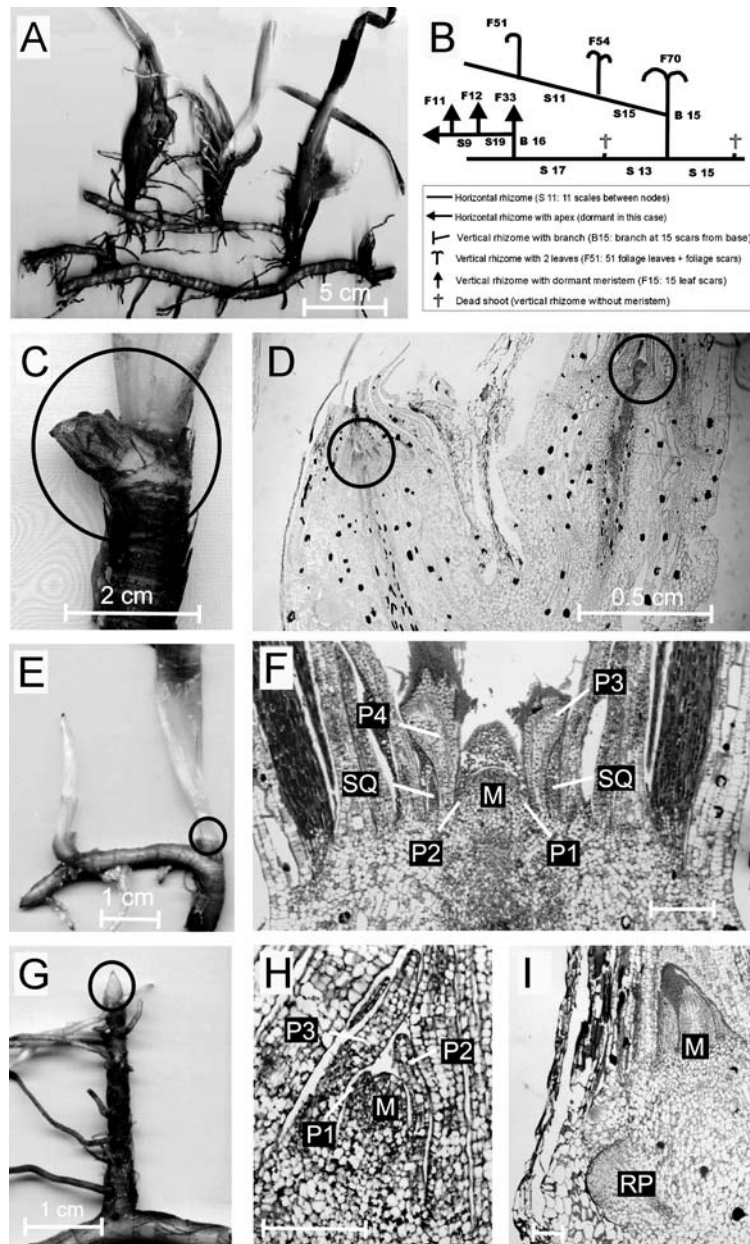 A
5 cm
B
F51
F54
F70
S11
S15
B 15
F11
F12
F33
S9
S19
B 16
S 17
S 13
S 15
Horizontal rhizome (S 11: 11 scales between nodes)
Horizontal rhizome with apex (dormant in this case)
Vertical rhizome with branch (B15: branch at 15 scars from base)
Vertical rhizome with 2 leaves (F51: 51 foliage leaves + foliage scars)
Vertical rhizome with dormant meristem (F15: 15 leaf scars)
Dead shoot (vertical rhizome without meristem)
C
2 cm
D
0.5 cm
E
1 cm
F
P3
P4
SQ
M
SQ
P2
P1
G
1 cm
H
P3
P2
P1
M
I
M
RP